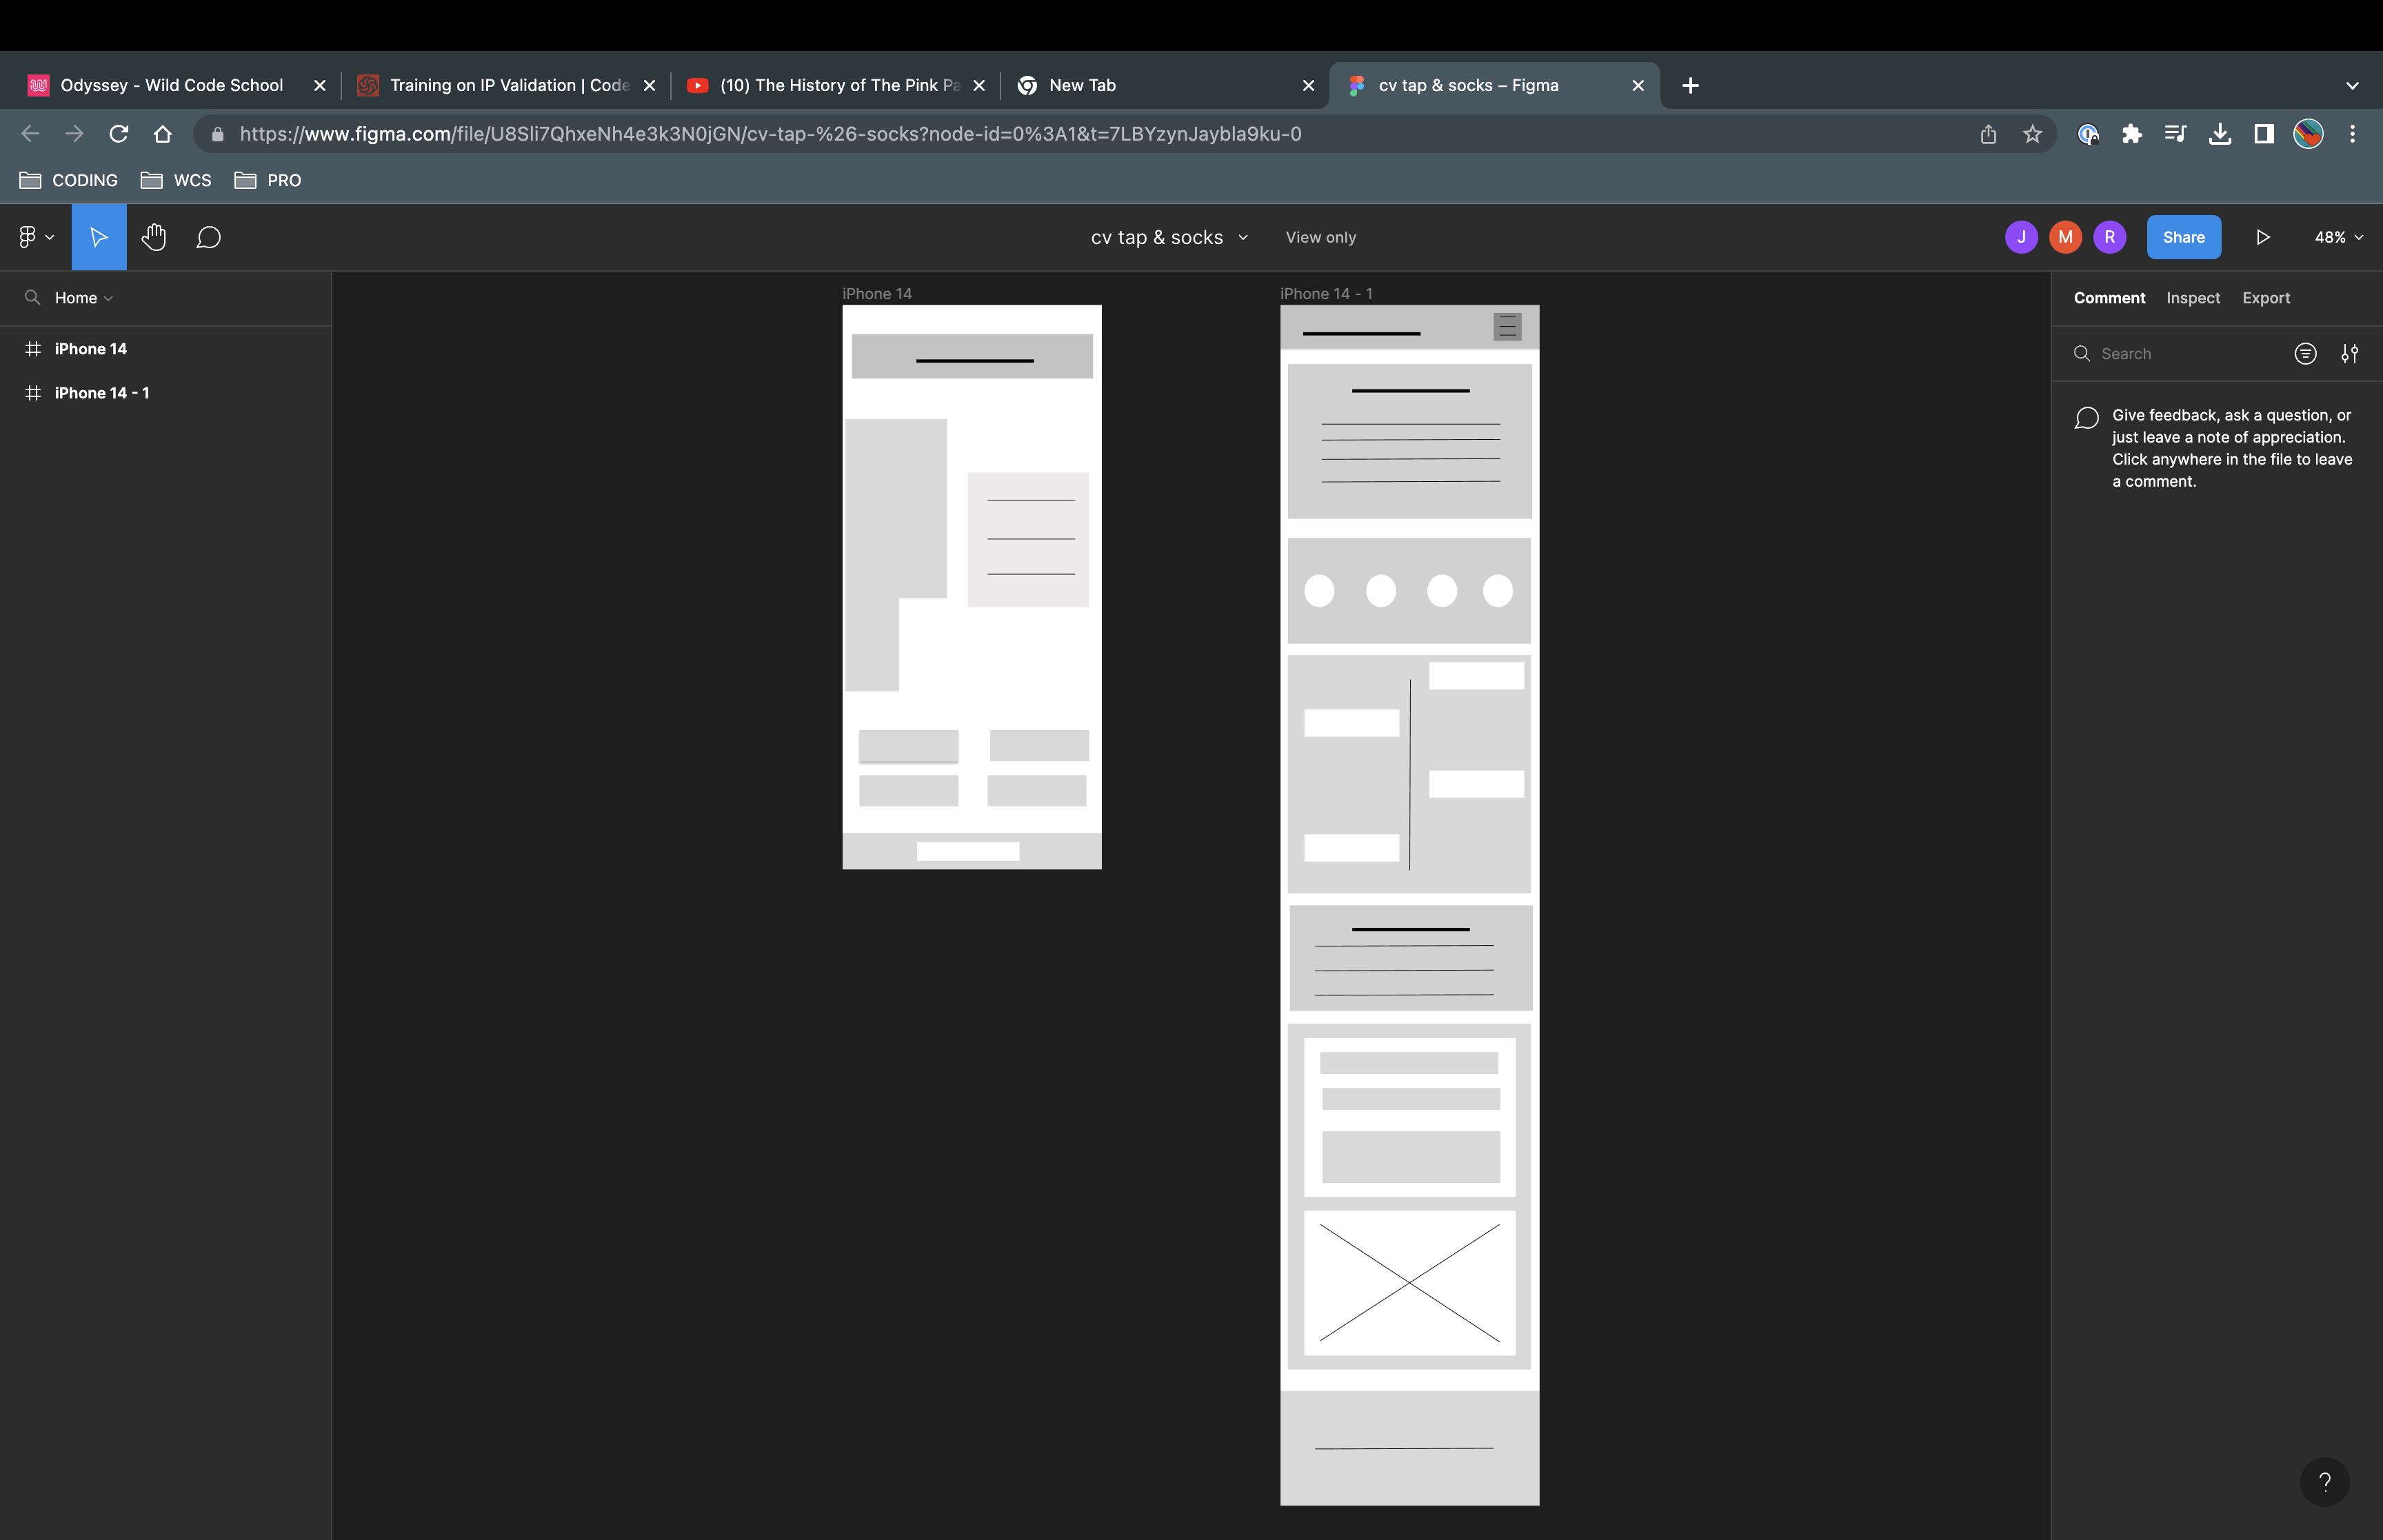 Odyssey - Wild Code School
Training on IP Validation | Code
(10) The History of The Pink Pa
New Tab
cv tap & socks – Figma
https://www.figma.com/file/U8Sli7QhxeNh4e3k3N0jGN/cv-tap-%26-socks?node-id=0%3A1&t=7LBYzynJaybla9ku-0
CODING
WCS
PRO
cv tap & socks
View only
J
M
R
Share
48%
Home
iPhone 14
iPhone 14 - 1
iPhone 14
iPhone 14 - 1
Comment
Inspect
Export
Search
Give feedback, ask a question, or
just leave a note of appreciation.
Click anywhere in the file to leave
a comment.
?